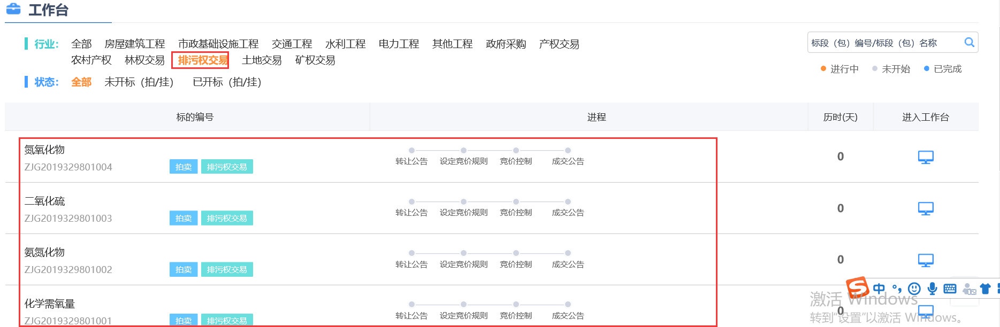 工作台
行业： 全部 房屋建筑工程 市政基础设施工程 交通工程 水利工程 电力工程 其他工程 政府采购 产权交易
农村产权 林权交易 排污权交易 土地交易 矿权交易
状态： 全部 未开标（拍/挂） 已开标（拍/挂）
标段（包）编号/标段（包）名称
进行中 未开始 已完成
标的编号 进程 历时(天) 进入工作台
氮氧化物
ZJG2019329801004 拍卖 排污权交易
转让公告 设定竞价规则 竞价控制 成交公告
0
二氧化硫
ZJG2019329801003 拍卖 排污权交易
转让公告 设定竞价规则 竞价控制 成交公告
0
氨氮化物
ZJG2019329801002 拍卖 排污权交易
转让公告 设定竞价规则 竞价控制 成交公告
0
化学需氧量
ZJG2019329801001 拍卖 排污权交易
转让公告 设定竞价规则 竞价控制 成交公告
0
S 中 °,
12
激活 Windows
转到"设置"以激活 Windows。